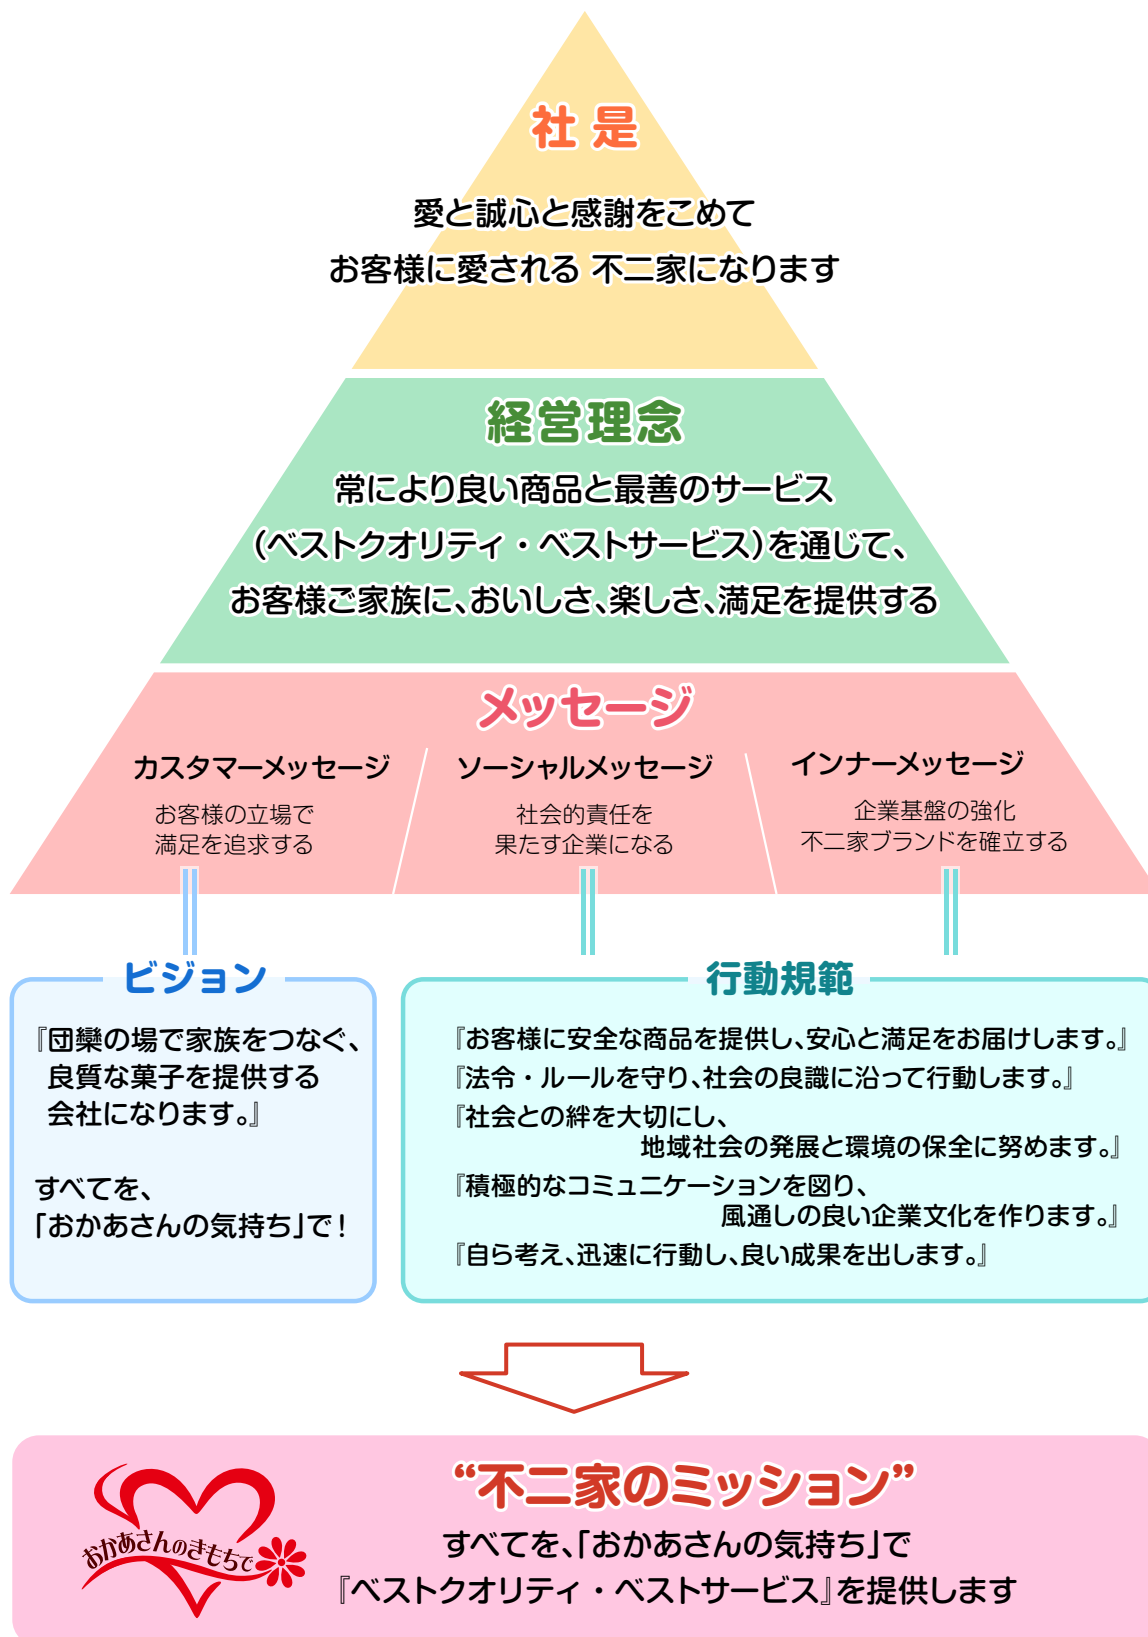 社 是
愛と誠心と感謝をこめて
お客様に愛される 不二家になります
経営理念
常により良い商品と最善のサービス
(ベストクオリティ・ベストサービス)を通じて、
お客様ご家族に、おいしさ、楽しさ、満足を提供する
メッセージ
カスタマーメッセージ
お客様の立場で
満足を追求する
ソーシャルメッセージ
社会的責任を
果たす企業になる
インナーメッセージ
企業基盤の強化
不二家ブランドを確立する
ビジョン
『団欒の場で家族をつなぐ、
良質な菓子を提供する
会社になります。』
すべてを、
「おかあさんの気持ち」で!
行動規範
『お客様に安全な商品を提供し、安心と満足をお届けします。』
『法令・ルールを守り、社会の良識に沿って行動します。』
『社会との絆を大切にし、
地域社会の発展と環境の保全に努めます。』
『積極的なコミュニケーションを図り、
風通しの良い企業文化を作ります。』
『自ら考え、迅速に行動し、良い成果を出します。』
おかあさんのきもちで
“不二家のミッション”
すべてを、「おかあさんの気持ち」で
『ベストクオリティ・ベストサービス』を提供します